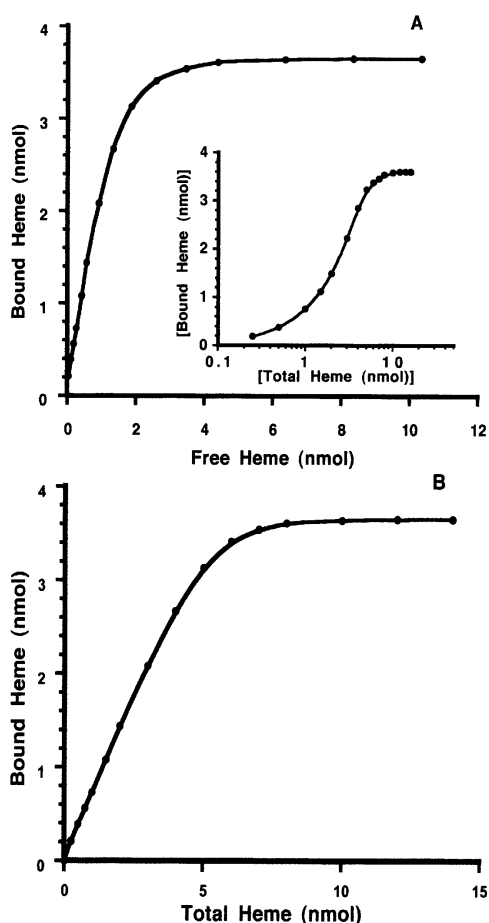 A
4
3
2
1
0
Bound Heme (nmol)
4
3
2
1
0
[Bound Heme (nmol)]
0.1 1 10
[Total Heme (nmol)]
0 2 4 6 8 10 12
Free Heme (nmol)
B
4
3
2
1
0
Bound Heme (nmol)
0 5 10 15
Total Heme (nmol)